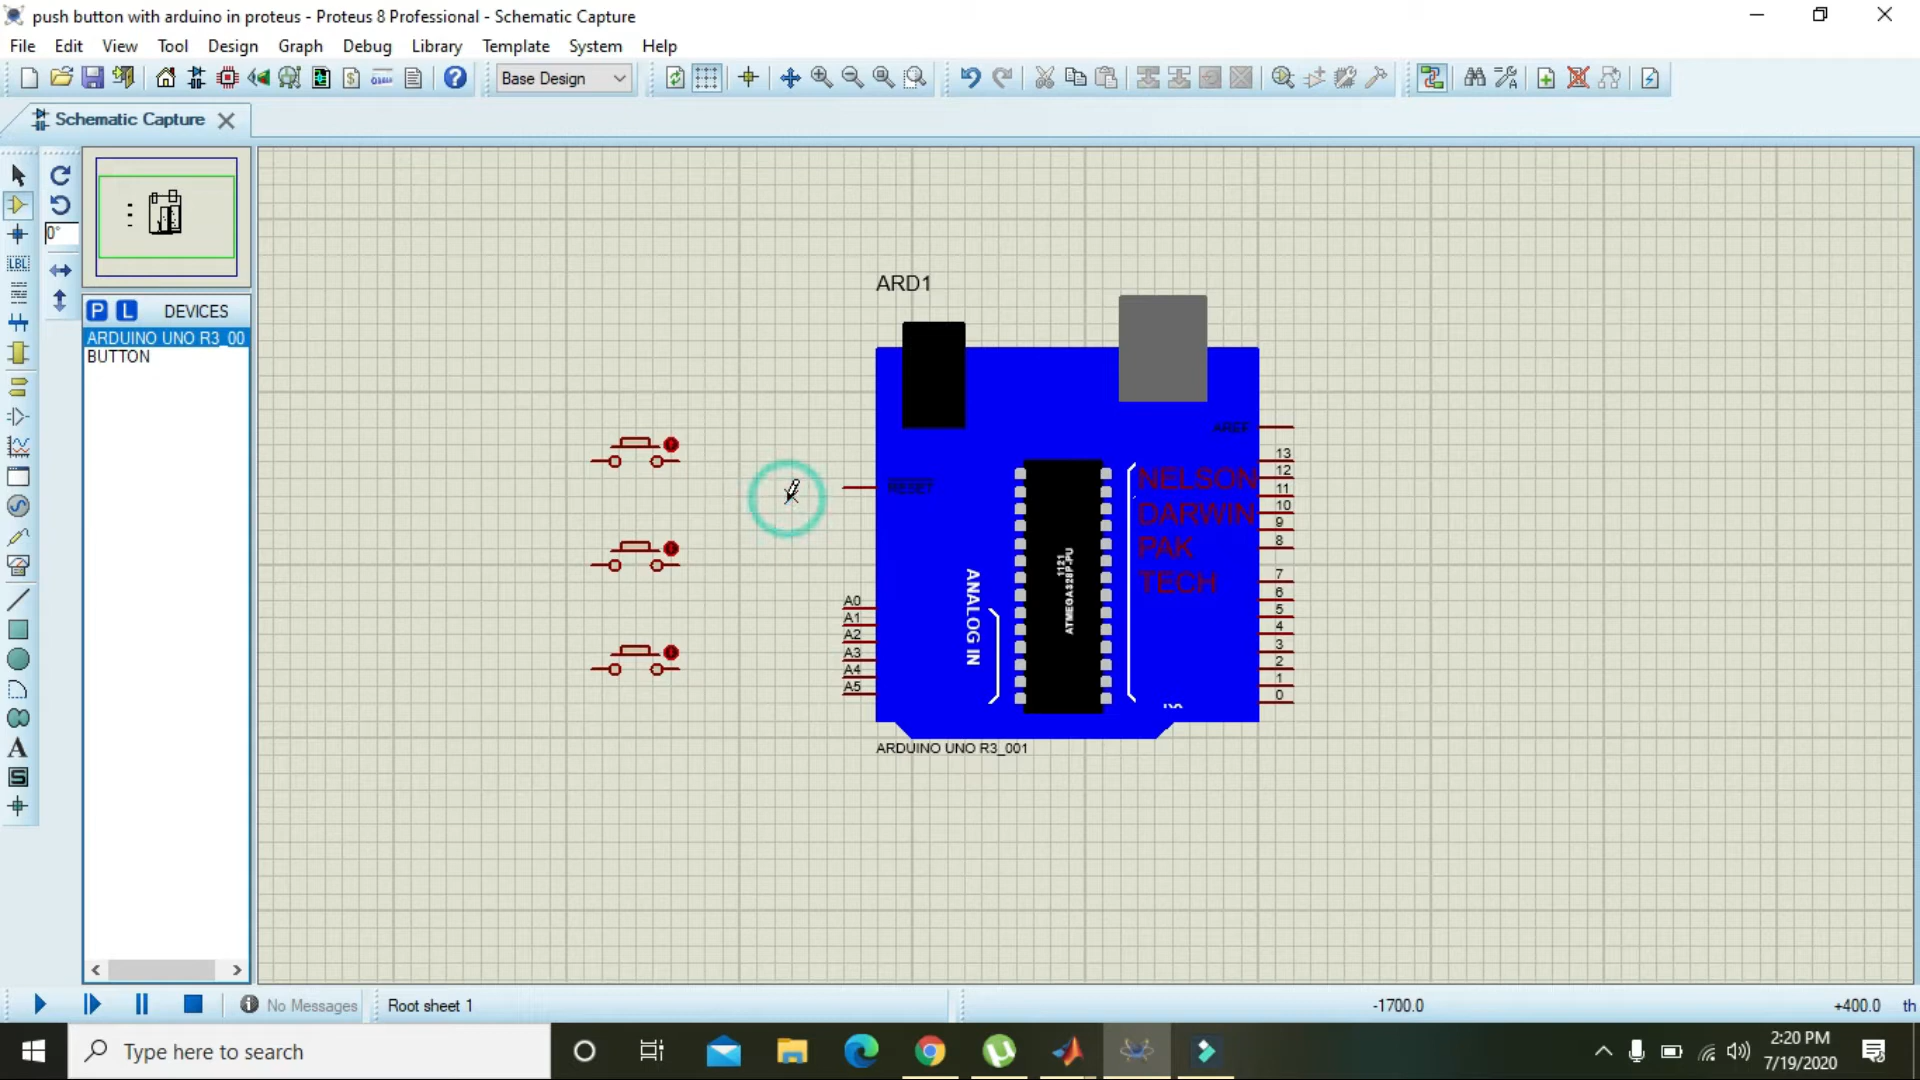 push button with arduino in proteus - Proteus 8 Professional - Schematic Capture
File Edit View Tool Design Graph Debug Library Template System Help
Base Design
Schematic Capture
0°
LBL
P L DEVICES
ARDUINO UNO R3_00
BUTTON
A
S
ARD1
AREF
RESET
13
12
11
10
9
8
7
6
5
4
3
2
1
0
NELSON
DARWIN
PAK
TECH
1121
ATMEGA328P-PU
ANALOG IN
A0
A1
A2
A3
A4
A5
ARDUINO UNO R3_001
No Messages
Root sheet 1
-1700.0
+400.0
th
Type here to search
2:20 PM
7/19/2020